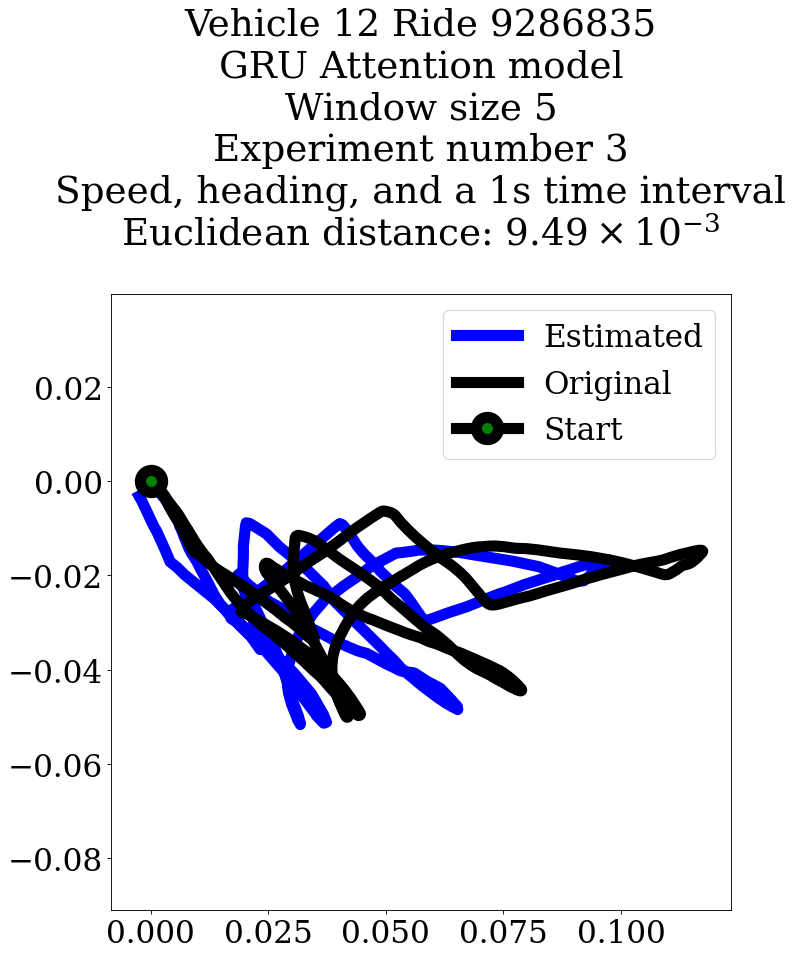 Vehicle 12 Ride 9286835
GRU Attention model
Window size 5
Experiment number 3
Speed, heading, and a 1s time interval
Euclidean distance: 9.49 × 10⁻³
Estimated
Original
Start
0.02
0.00
−0.02
−0.04
−0.06
−0.08
0.000 0.025 0.050 0.075 0.100